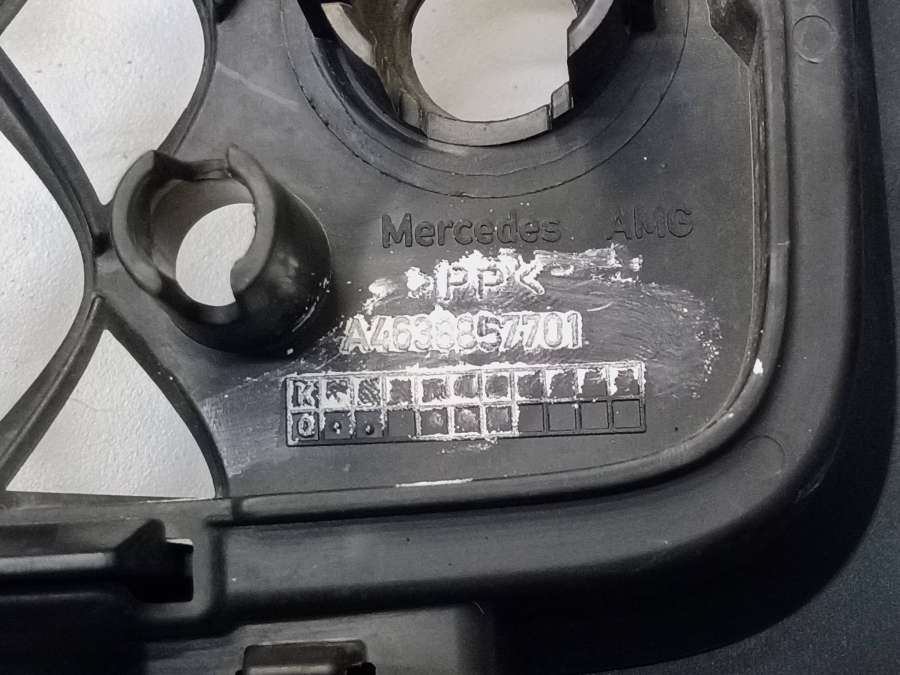 Mercedes AMG
>PP<
A4638857701
K
0